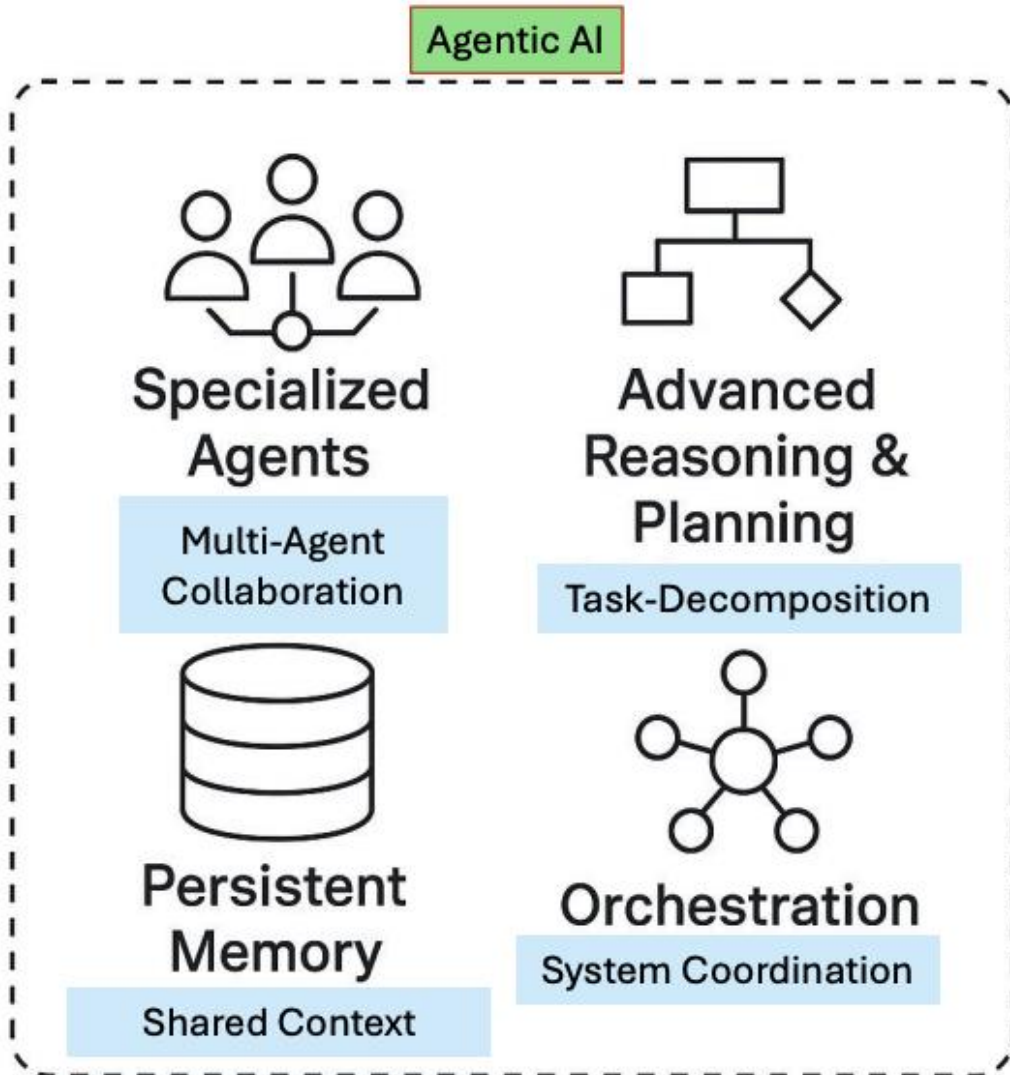 Agentic AI
Specialized
Agents
Multi-Agent
Collaboration
Advanced
Reasoning &
Planning
Task-Decomposition
Persistent
Memory
Shared Context
Orchestration
System Coordination